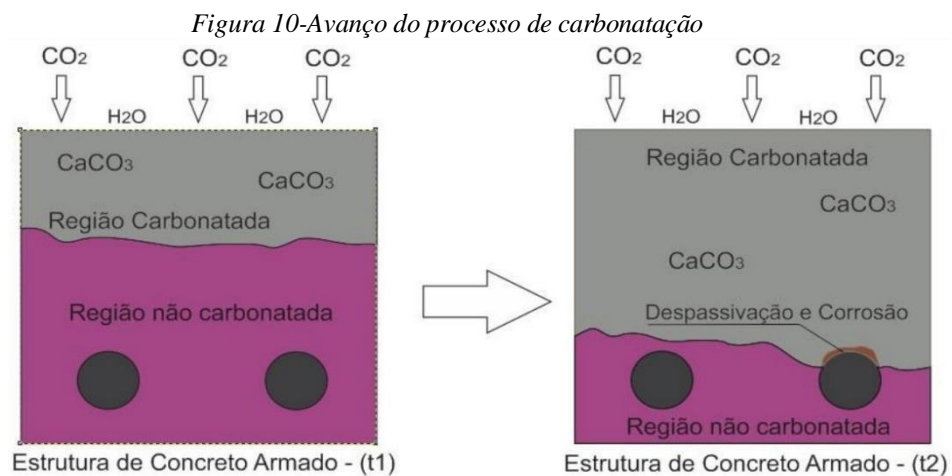 Figura 10-Avanço do processo de carbonatação
CO2 CO2 CO2
H2O H2O
CaCO3
CaCO3
Região Carbonatada
Região não carbonatada
Estrutura de Concreto Armado - (t1)
CO2 CO2 CO2
H2O H2O
Região Carbonatada
CaCO3
CaCO3
Despassivação e Corrosão
Região não carbonatada
Estrutura de Concreto Armado - (t2)